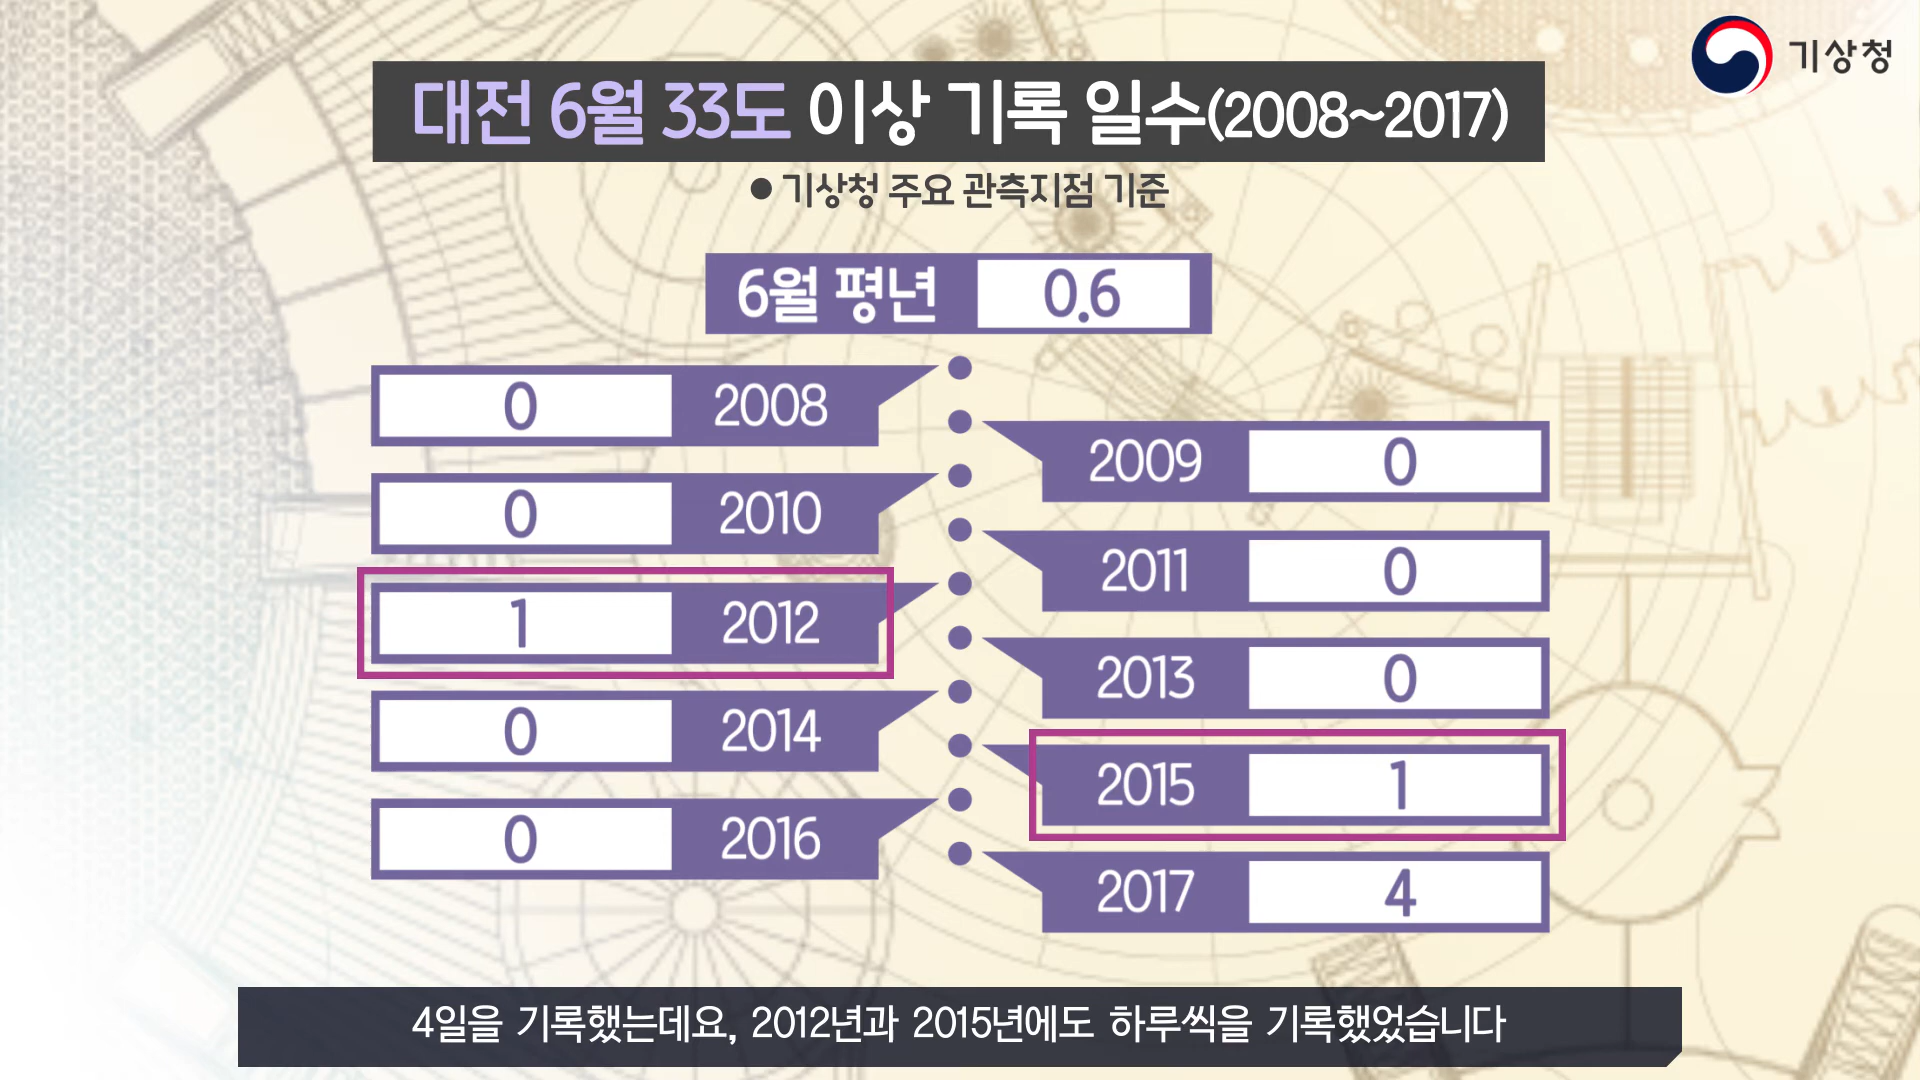 기상청
대전 6월 33도 이상 기록 일수(2008~2017)
● 기상청 주요 관측지점 기준
6월 평년 0.6
0 2008
2009 0
0 2010
2011 0
1 2012
2013 0
0 2014
2015 1
0 2016
2017 4
4일을 기록했는데요, 2012년과 2015년에도 하루씩을 기록했었습니다